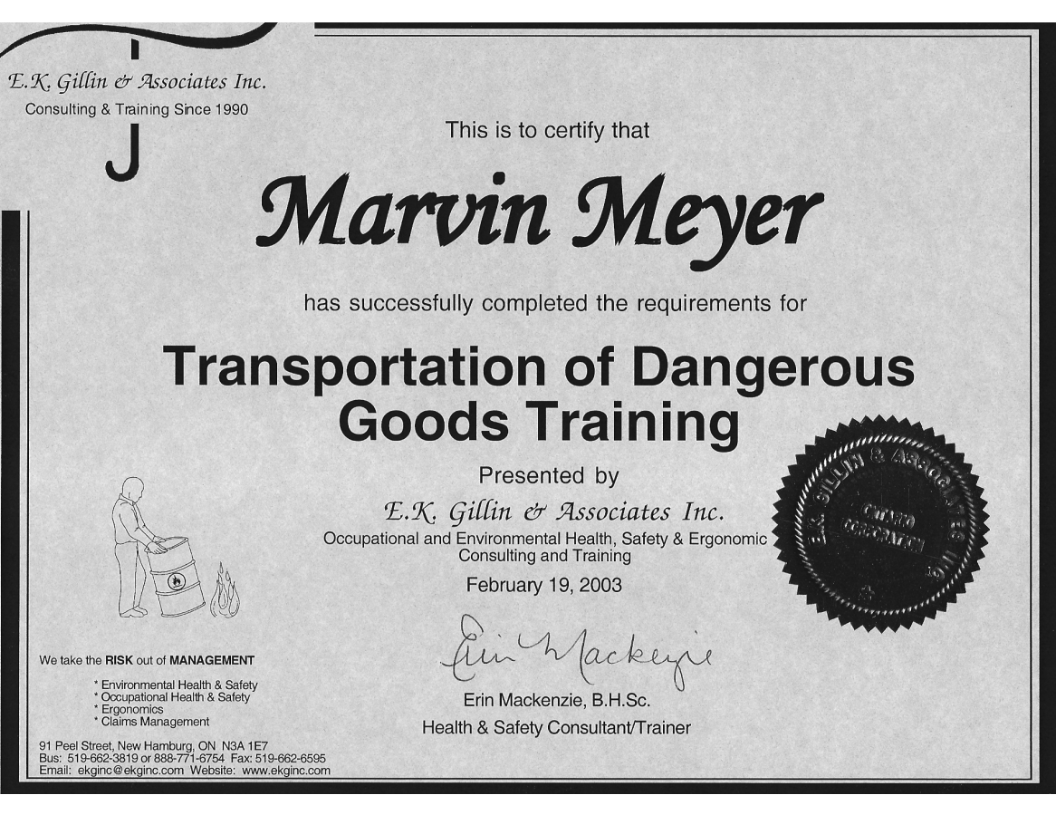 E.K. Gillin & Associates Inc.
Consulting & Training Since 1990
This is to certify that
Marvin Meyer
has successfully completed the requirements for
Transportation of Dangerous
Goods Training
Presented by
E.K. Gillin & Associates Inc.
Occupational and Environmental Health, Safety & Ergonomic
Consulting and Training
February 19, 2003
E.K. GILLIN & ASSOCIATES INC.
ONTARIO
CORPORATION
Erin Mackenzie
Erin Mackenzie, B.H.Sc.
Health & Safety Consultant/Trainer
We take the RISK out of MANAGEMENT
* Environmental Health & Safety
* Occupational Health & Safety
* Ergonomics
* Claims Management
91 Peel Street, New Hamburg, ON N3A 1E7
Bus: 519-662-3819 or 888-771-6754 Fax: 519-662-6595
Email: ekginc@ekginc.com Website: www.ekginc.com